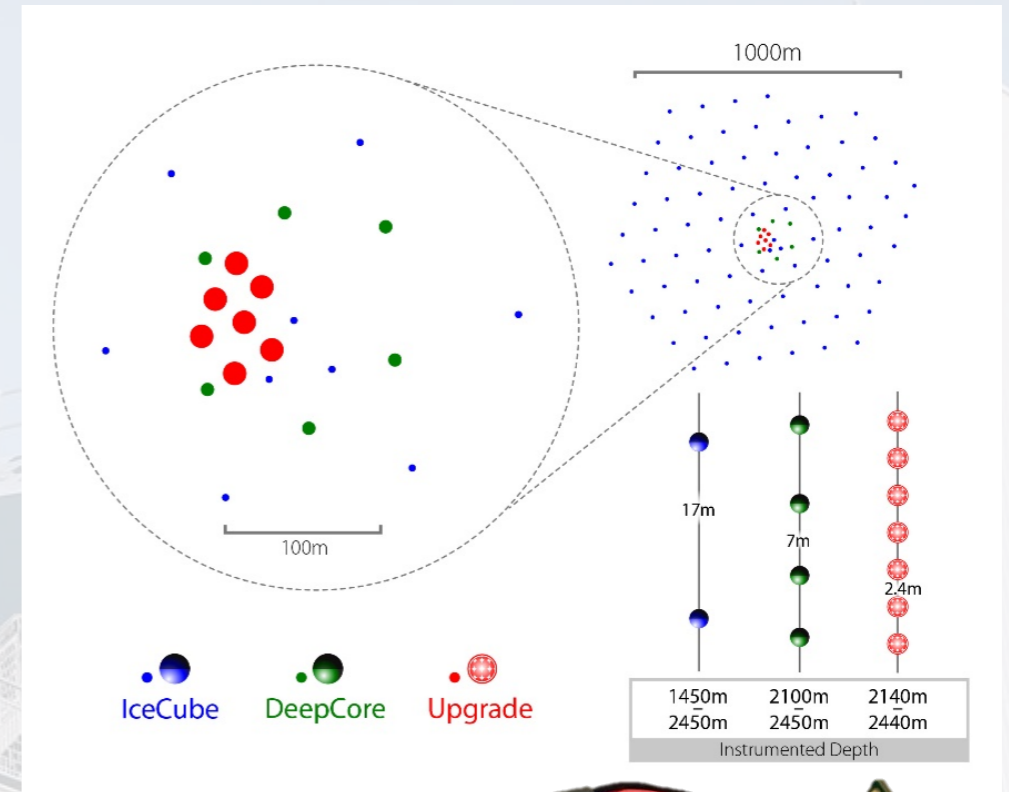 1000m
100m
17m
7m
2.4m
IceCube
DeepCore
Upgrade
1450m
–
2450m
2100m
–
2450m
2140m
–
2440m
Instrumented Depth